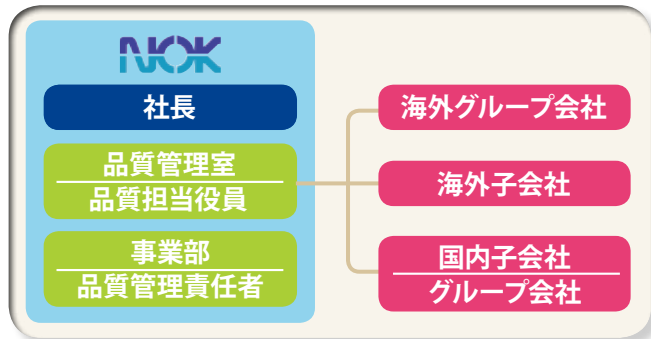 NOK
社長
品質管理室
品質担当役員
事業部
品質管理責任者
海外グループ会社
海外子会社
国内子会社
グループ会社